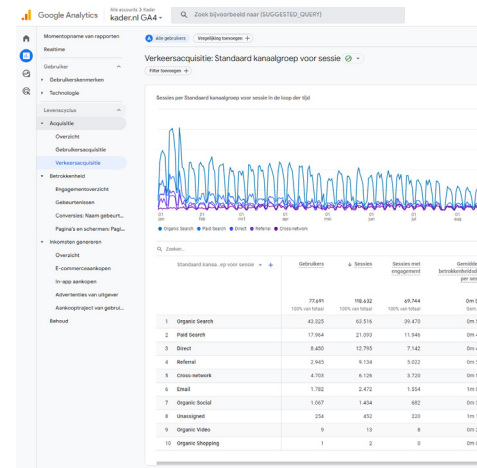 Google Analytics
Alle accounts > Kader
kader.nl GA4
Zoek bijvoorbeeld naar {SUGGESTED_QUERY}
Momentopname van rapporten
Realtime
Gebruiker
Gebruikerskenmerken
Technologie
Levenscyclus
Acquisitie
Overzicht
Gebruikersacquisitie
Verkeersacquisitie
Betrokkenheid
Engagementoverzicht
Gebeurtenissen
Conversies: Naam gebeurt...
Pagina's en schermen: Pagi...
Inkomsten genereren
Overzicht
E-commerceaankopen
In-app aankopen
Advertenties van uitgever
Aankooptraject van gebrui...
Behoud
A Alle gebruikers Vergelijking toevoegen +
Verkeersacquisitie: Standaard kanaalgroep voor sessie
Filter toevoegen +
Sessies per Standaard kanaalgroep voor sessie in de loop der tijd
01 jan 01 feb 01 mrt 01 apr 01 mei 01 jun 01 jul 01 aug
Organic Search Paid Search Direct Referral Cross-network
Zoeken...
Standaard kanaa...ep voor sessie + Gebruikers ↓ Sessies Sessies met engagement
77.691 118.632 69.744
100% van totaal 100% van totaal 100% van totaal
1 Organic Search 43.325 63.516 39.470
2 Paid Search 17.964 21.093 11.946
3 Direct 8.450 12.795 7.142
4 Referral 2.945 9.134 5.022
5 Cross-network 4.703 6.126 3.720
6 Email 1.782 2.472 1.554
7 Organic Social 1.067 1.434 682
8 Unassigned 254 452 220
9 Organic Video 9 13 8
10 Organic Shopping 1 2 0